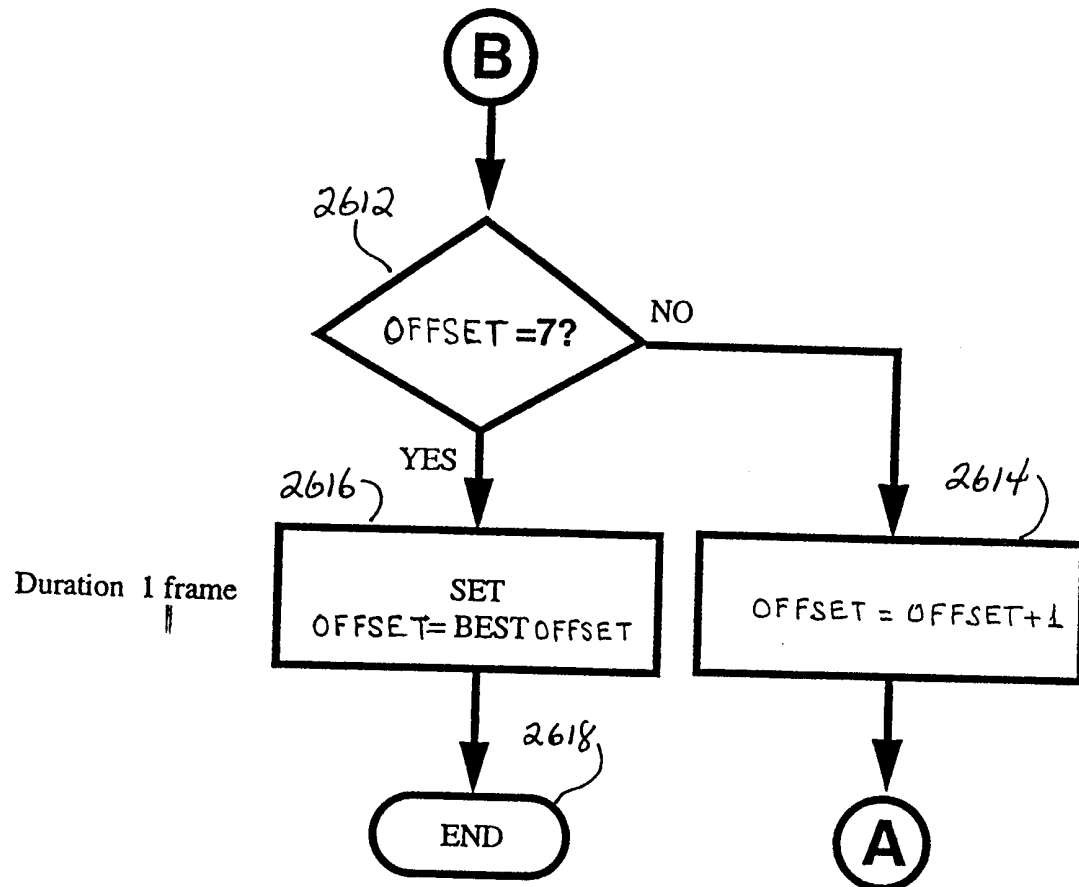 B
2612
OFFSET =7?
NO
YES
2616
2614
Duration 1 frame
SET
OFFSET= BEST OFFSET
OFFSET = OFFSET+1
2618
END
A